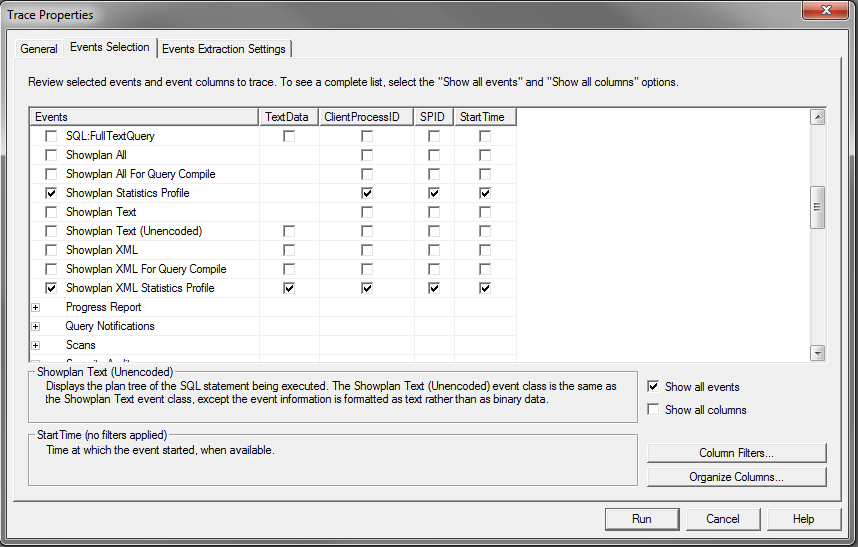 Trace Properties
General Events Selection Events Extraction Settings
Review selected events and event columns to trace. To see a complete list, select the "Show all events" and "Show all columns" options.
Events TextData ClientProcessID SPID StartTime
SQL:FullTextQuery
Showplan All
Showplan All For Query Compile
Showplan Statistics Profile
Showplan Text
Showplan Text (Unencoded)
Showplan XML
Showplan XML For Query Compile
Showplan XML Statistics Profile
Progress Report
Query Notifications
Scans
Showplan Text (Unencoded)
Displays the plan tree of the SQL statement being executed. The Showplan Text (Unencoded) event class is the same as
the Showplan Text event class, except the event infomation is formatted as text rather than as binary data.
Show all events
Show all columns
StartTime (no filters applied)
Time at which the event started, when available.
Column Filters...
Organize Columns...
Run Cancel Help